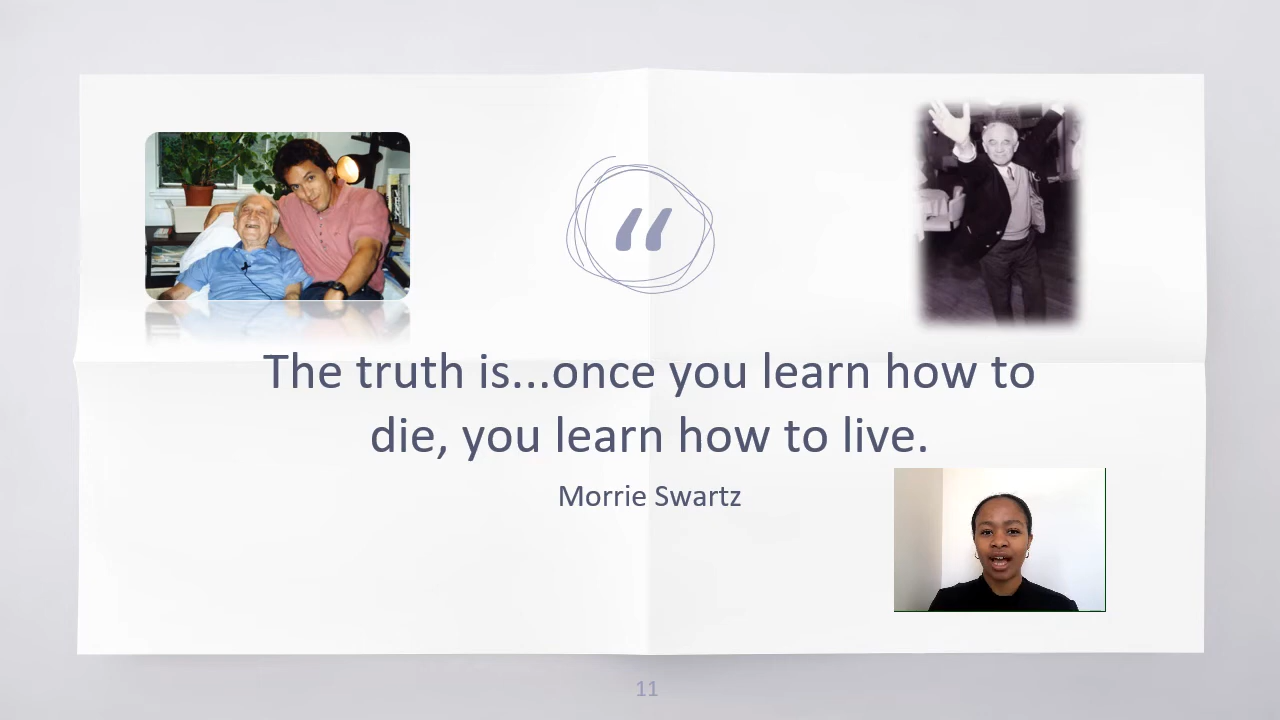 “
The truth is...once you learn how to
die, you learn how to live.
Morrie Swartz
11